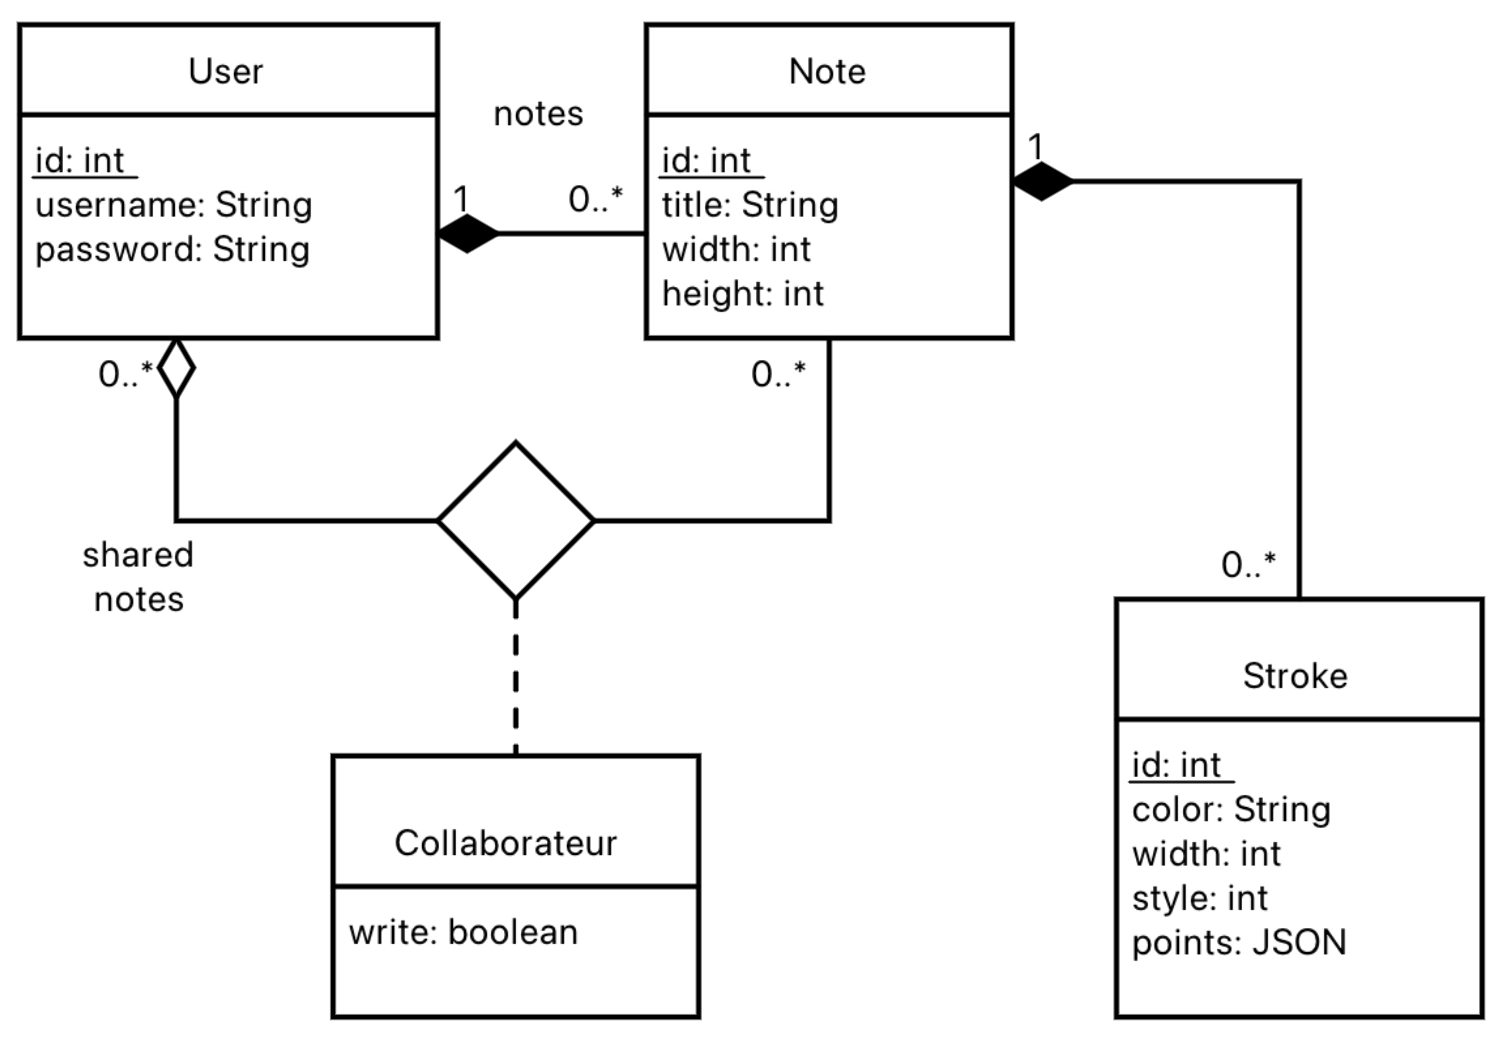 User
id: int
username: String
password: String
notes
1
0..*
Note
id: int
title: String
width: int
height: int
1
0..*
0..*
shared
notes
0..*
Collaborateur
write: boolean
Stroke
id: int
color: String
width: int
style: int
points: JSON